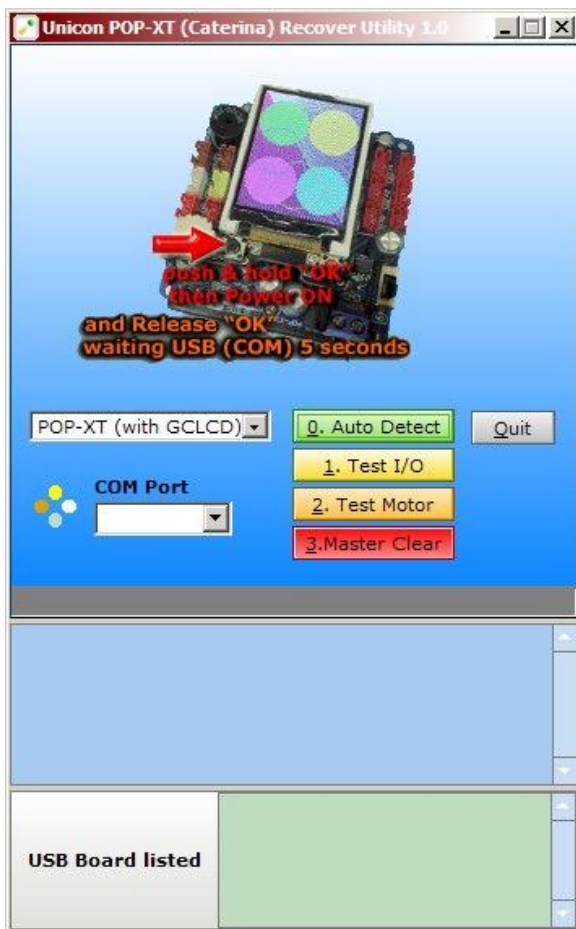 Unicon POP-XT (Caterina) Recover Utility 1.0
push & hold "OK"
then Power ON
and Release "OK"
waiting USB (COM) 5 seconds
POP-XT (with GCLCD)
0. Auto Detect
Quit
1. Test I/O
COM Port
2. Test Motor
3.Master Clear
USB Board listed